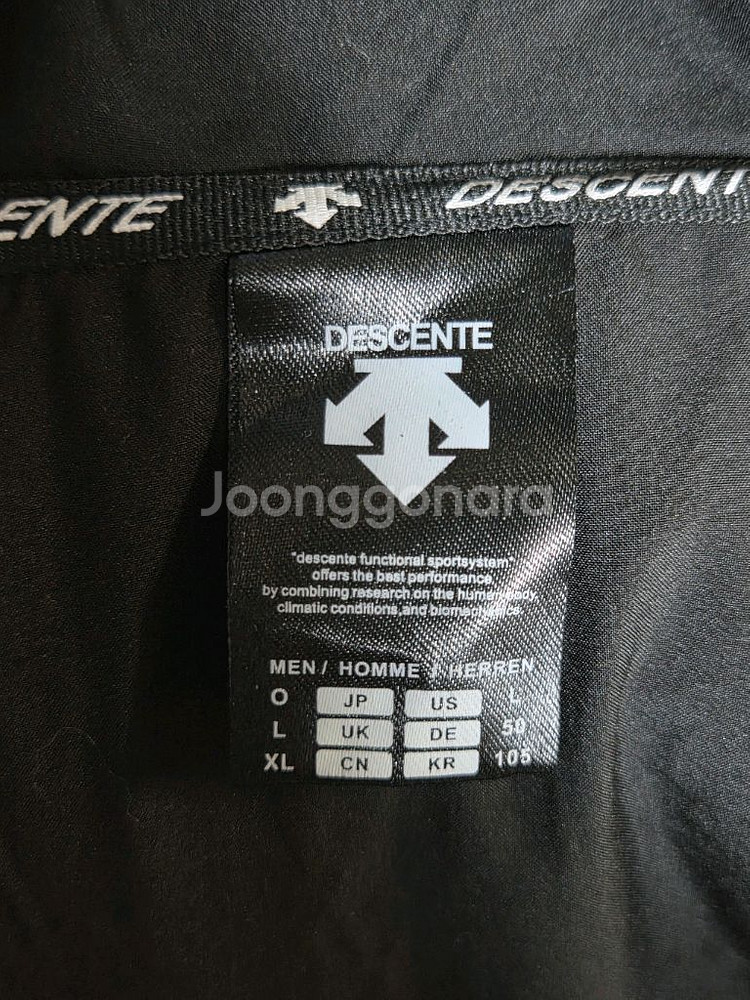 ENTE DESCENT
DESCENTE
Joonggonara
"descente functional sportsystem"
offers the best performance
by combining research on the human body,
climatic conditions, and
MEN / HOMME / HERREN
O JP US L
L UK DE 50
XL CN KR 105